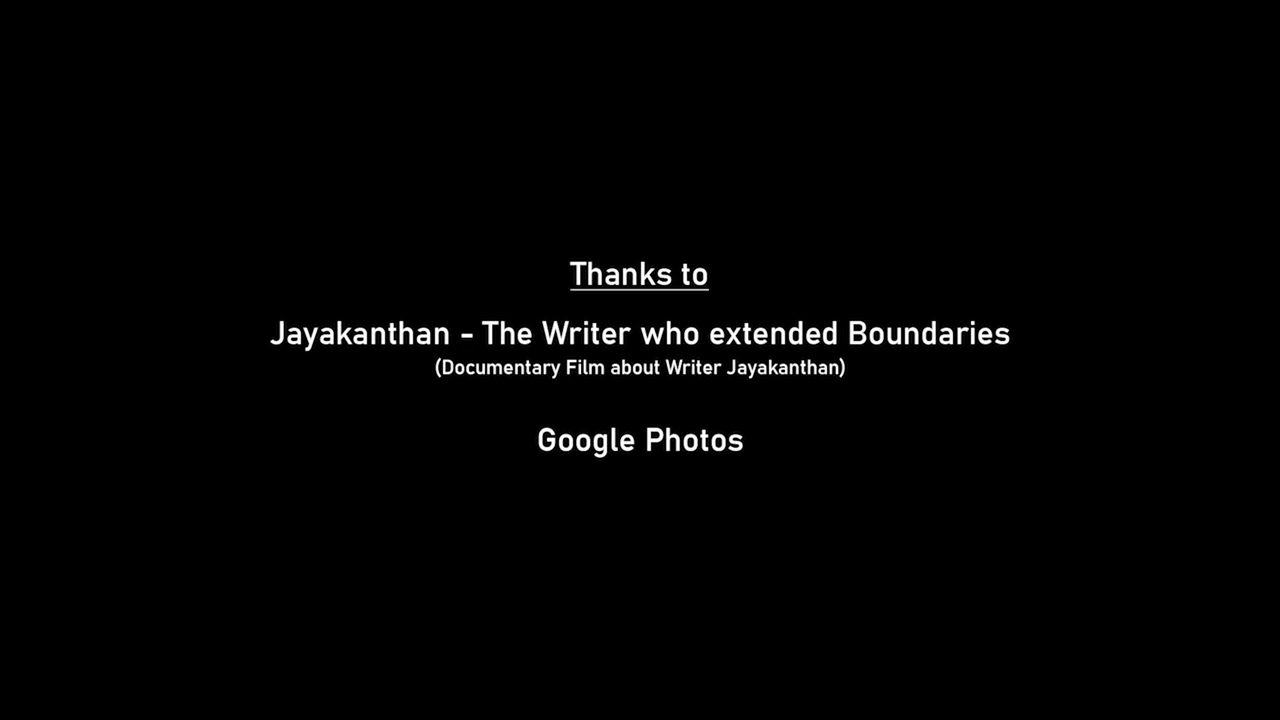 Thanks to
Jayakanthan - The Writer who extended Boundaries
(Documentary Film about Writer Jayakanthan)
Google Photos